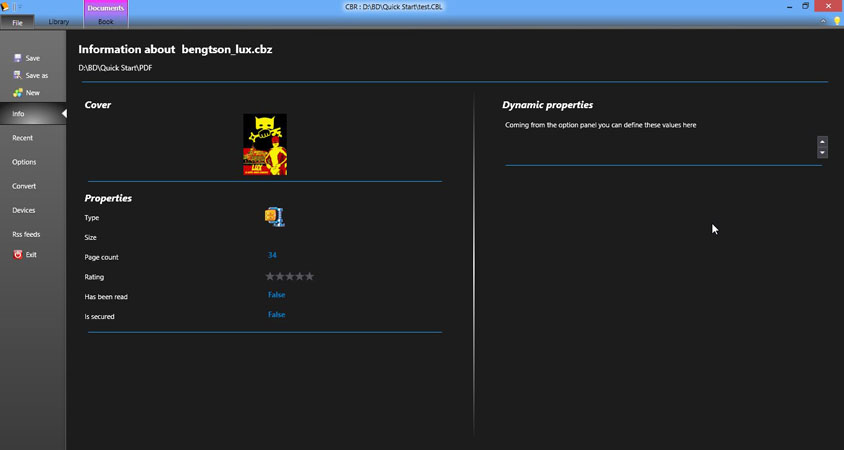 CBR : D:\BD\Quick Start\test.CBL
Documents
File
Library
Book
Save
Save as
New
Info
Recent
Options
Convert
Devices
Rss feeds
Exit
Information about bengtson_lux.cbz
D:\BD\Quick Start\PDF
Cover
LUX
Properties
Type
Size
Page count 34
Rating
Has been read False
Is secured False
Dynamic properties
Coming from the option panel you can define these values here